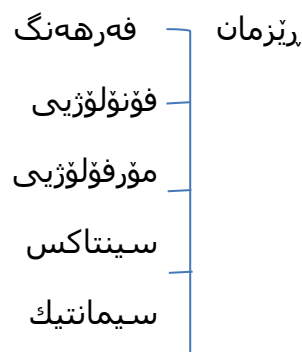 ڕێزمان
فەرهەنگ
فۆنۆلۆژیی
مۆرفۆلۆژیی
سینتاکس
سیمانتیك